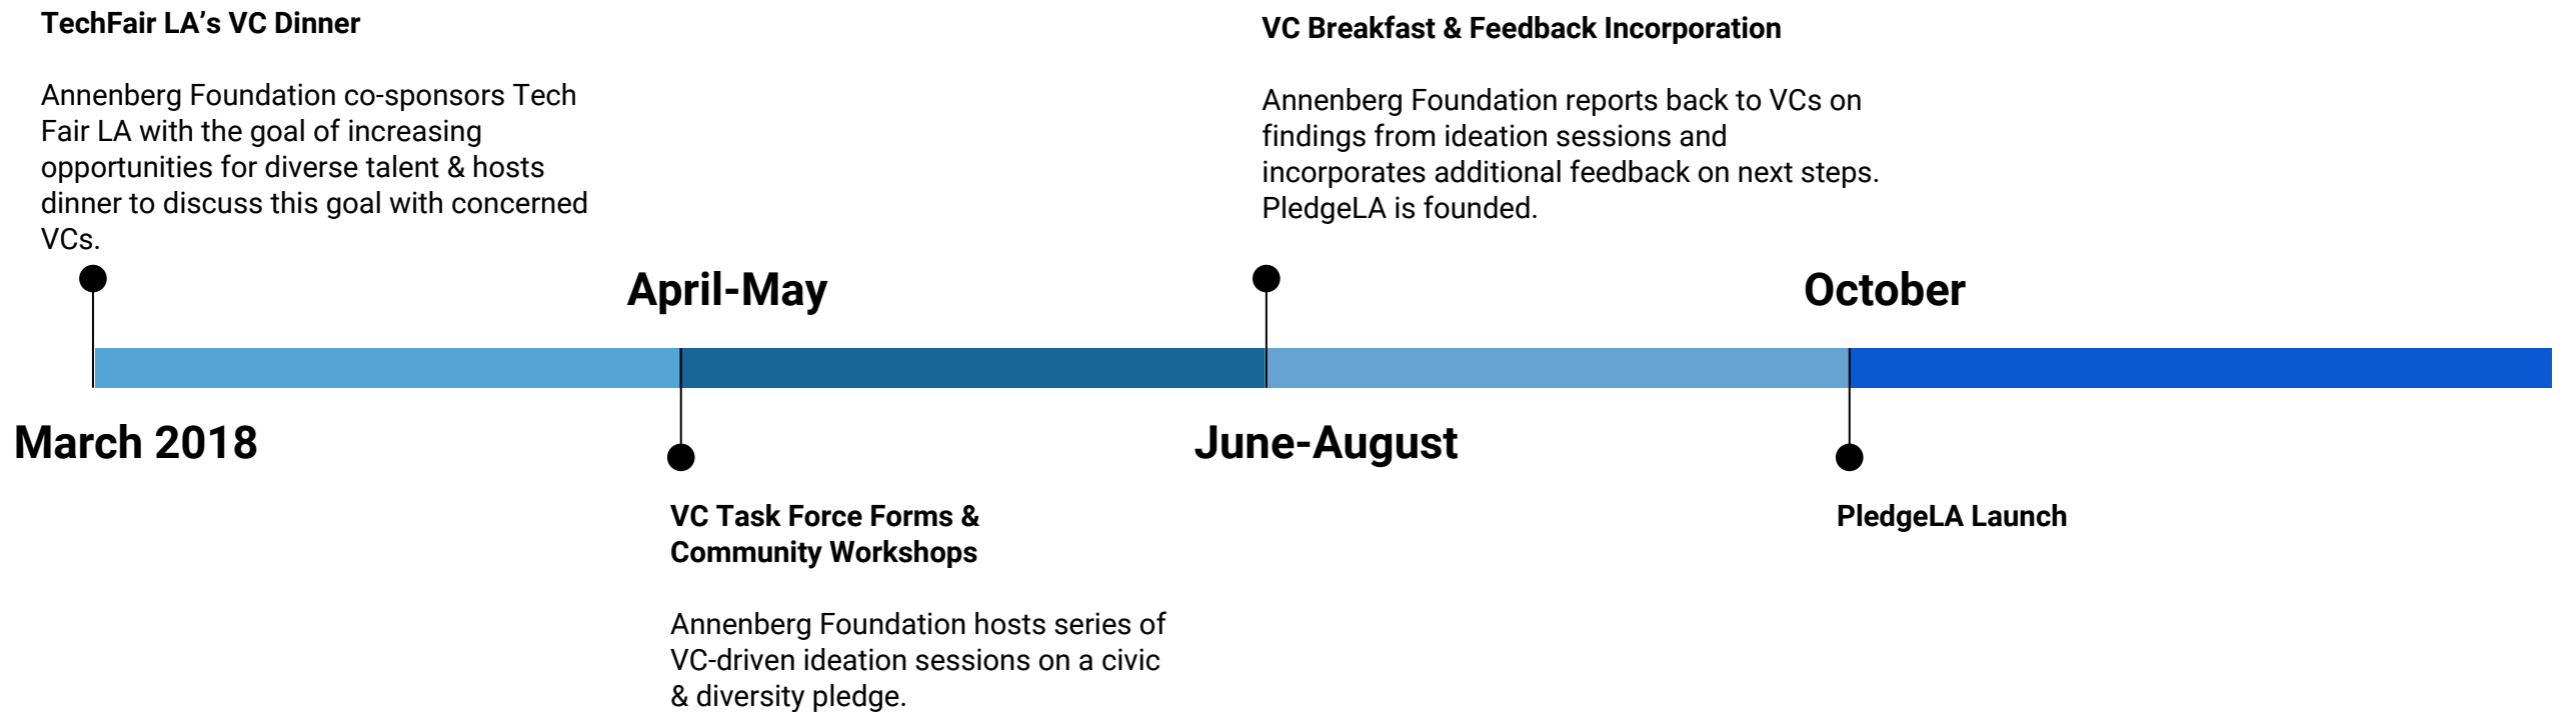 TechFair LA’s VC Dinner
Annenberg Foundation co-sponsors Tech
Fair LA with the goal of increasing
opportunities for diverse talent & hosts
dinner to discuss this goal with concerned
VCs.
March 2018
April-May
VC Task Force Forms &
Community Workshops
Annenberg Foundation hosts series of
VC-driven ideation sessions on a civic
& diversity pledge.
VC Breakfast & Feedback Incorporation
Annenberg Foundation reports back to VCs on
findings from ideation sessions and
incorporates additional feedback on next steps.
PledgeLA is founded.
June-August
October
PledgeLA Launch